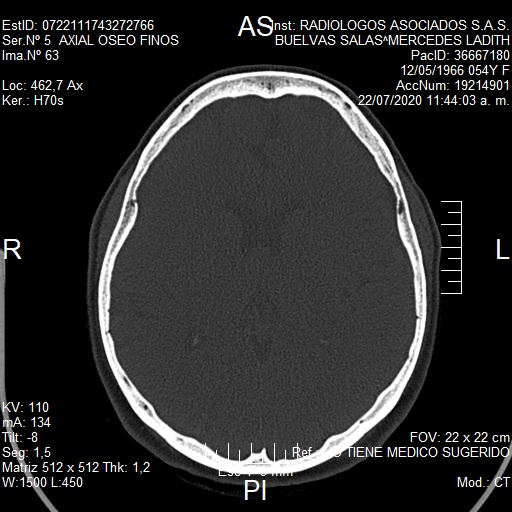 EstID: 0722111743272766
Ser.Nº 5 AXIAL OSEO FINOS
Ima.Nº 63
Loc: 462,7 Ax
Ker.: H70s
AS
Inst: RADIOLOGOS ASOCIADOS S.A.S.
BUELVAS SALAS^MERCEDES LADITH
PacID: 36667180
12/05/1966 054Y F
AccNum: 19214901
22/07/2020 11:44:03 a. m.
R
L
KV: 110
mA: 134
Tilt: -8
Seg: 1,5
Matriz 512 x 512 Thk: 1,2
W:1500 L:450
PI
FOV: 22 x 22 cm
TIENE MEDICO SUGERIDO
Mod.: CT